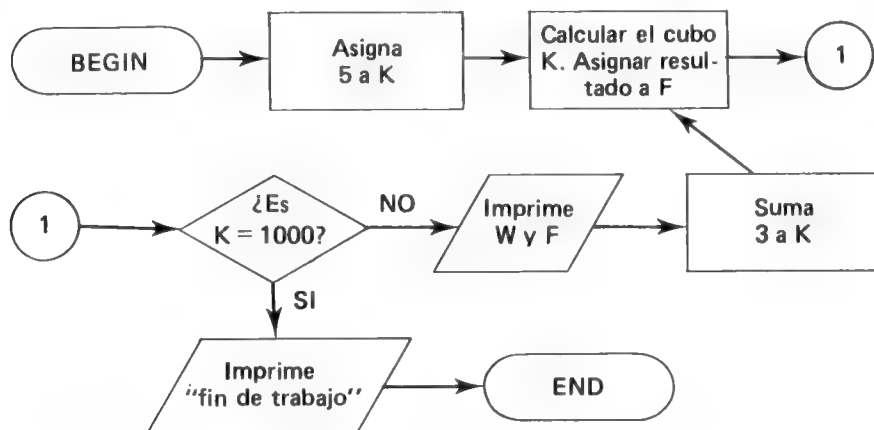 BEGIN
Asigna
5 a K
Calcular el cubo
K. Asignar resul-
tado a F
1
1
¿Es
K = 1000?
NO
Imprime
W y F
Suma
3 a K
SI
Imprime
"fin de trabajo"
END